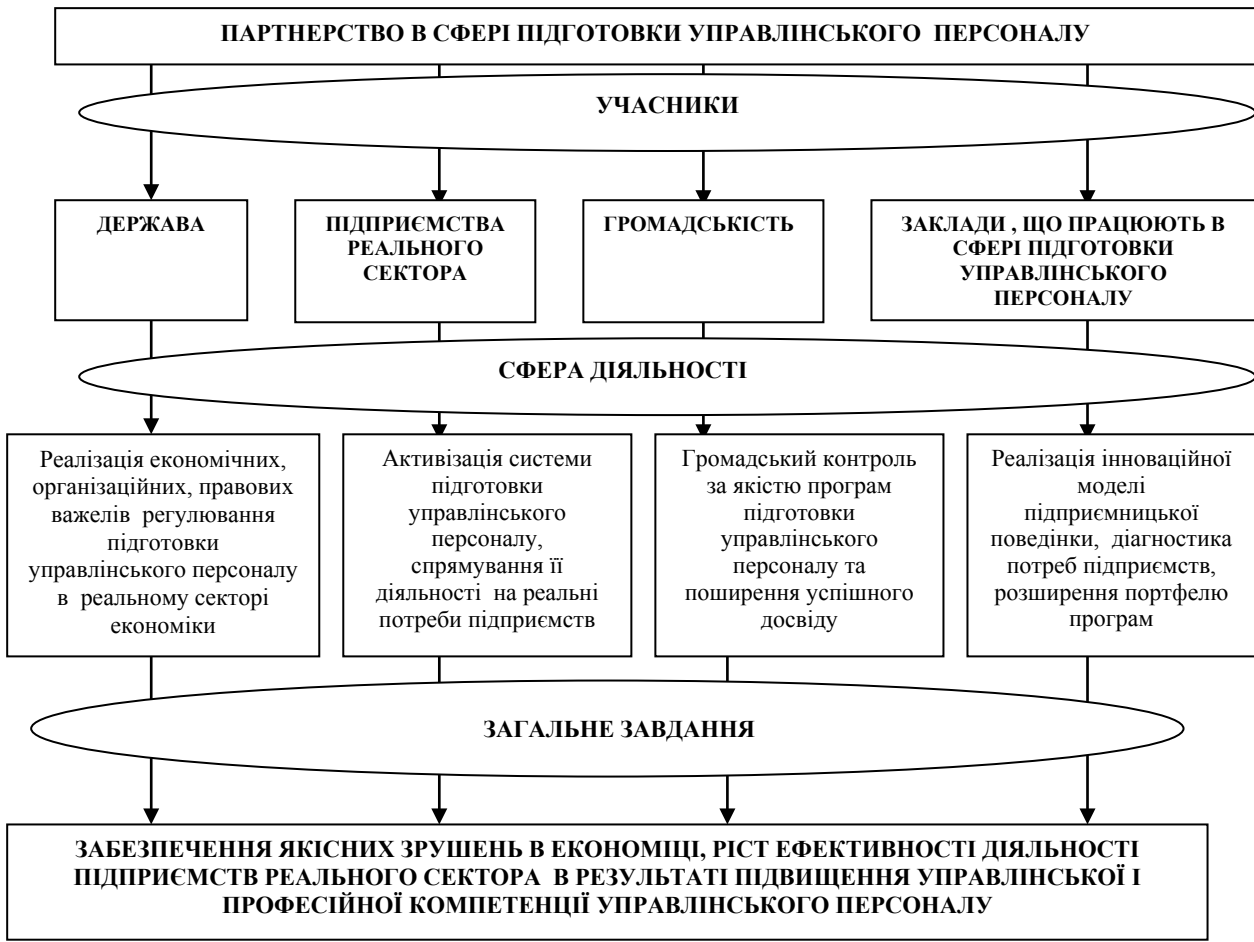 ПАРТНЕРСТВО В СФЕРІ ПІДГОТОВКИ УПРАВЛІНСЬКОГО ПЕРСОНАЛУ
УЧАСНИКИ
ДЕРЖАВА
ПІДПРИЄМСТВА
РЕАЛЬНОГО
СЕКТОРА
ГРОМАДСЬКІСТЬ
ЗАКЛАДИ , ЩО ПРАЦЮЮТЬ В
СФЕРІ ПІДГОТОВКИ
УПРАВЛІНСЬКОГО
ПЕРСОНАЛУ
СФЕРА ДІЯЛЬНОСТІ
Реалізація економічних,
організаційних, правових
важелів регулювання
підготовки
управлінського персоналу
в реальному секторі
економіки
Активізація системи
підготовки
управлінського
персоналу,
спрямування її
діяльності на реальні
потреби підприємств
Громадський контроль
за якістю програм
підготовки
управлінського
персоналу та
поширення успішного
досвіду
Реалізація інноваційної
моделі
підприємницької
поведінки, діагностика
потреб підприємств,
розширення портфелю
програм
ЗАГАЛЬНЕ ЗАВДАННЯ
ЗАБЕЗПЕЧЕННЯ ЯКІСНИХ ЗРУШЕНЬ В ЕКОНОМІЦІ, РІСТ ЕФЕКТИВНОСТІ ДІЯЛЬНОСТІ
ПІДПРИЄМСТВ РЕАЛЬНОГО СЕКТОРА В РЕЗУЛЬТАТІ ПІДВИЩЕННЯ УПРАВЛІНСЬКОЇ І
ПРОФЕСІЙНОЇ КОМПЕТЕНЦІЇ УПРАВЛІНСЬКОГО ПЕРСОНАЛУ